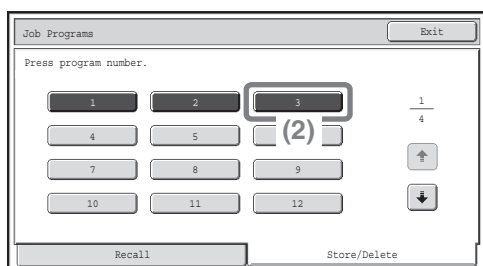 Job Programs Exit
Press program number.
1 2 3 1
4
4 5 (2)
7 8 9
10 11 12
Recall Store/Delete